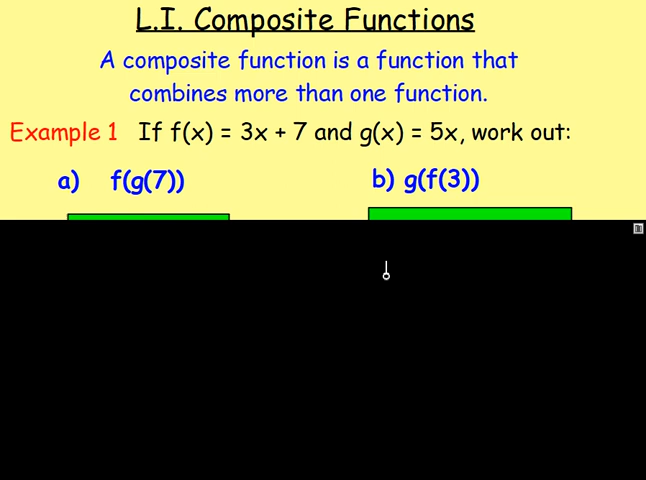 L.I. Composite Functions
A composite function is a function that
combines more than one function.
Example 1 If f(x) = 3x + 7 and g(x) = 5x, work out:
a) f(g(7)) b) g(f(3))